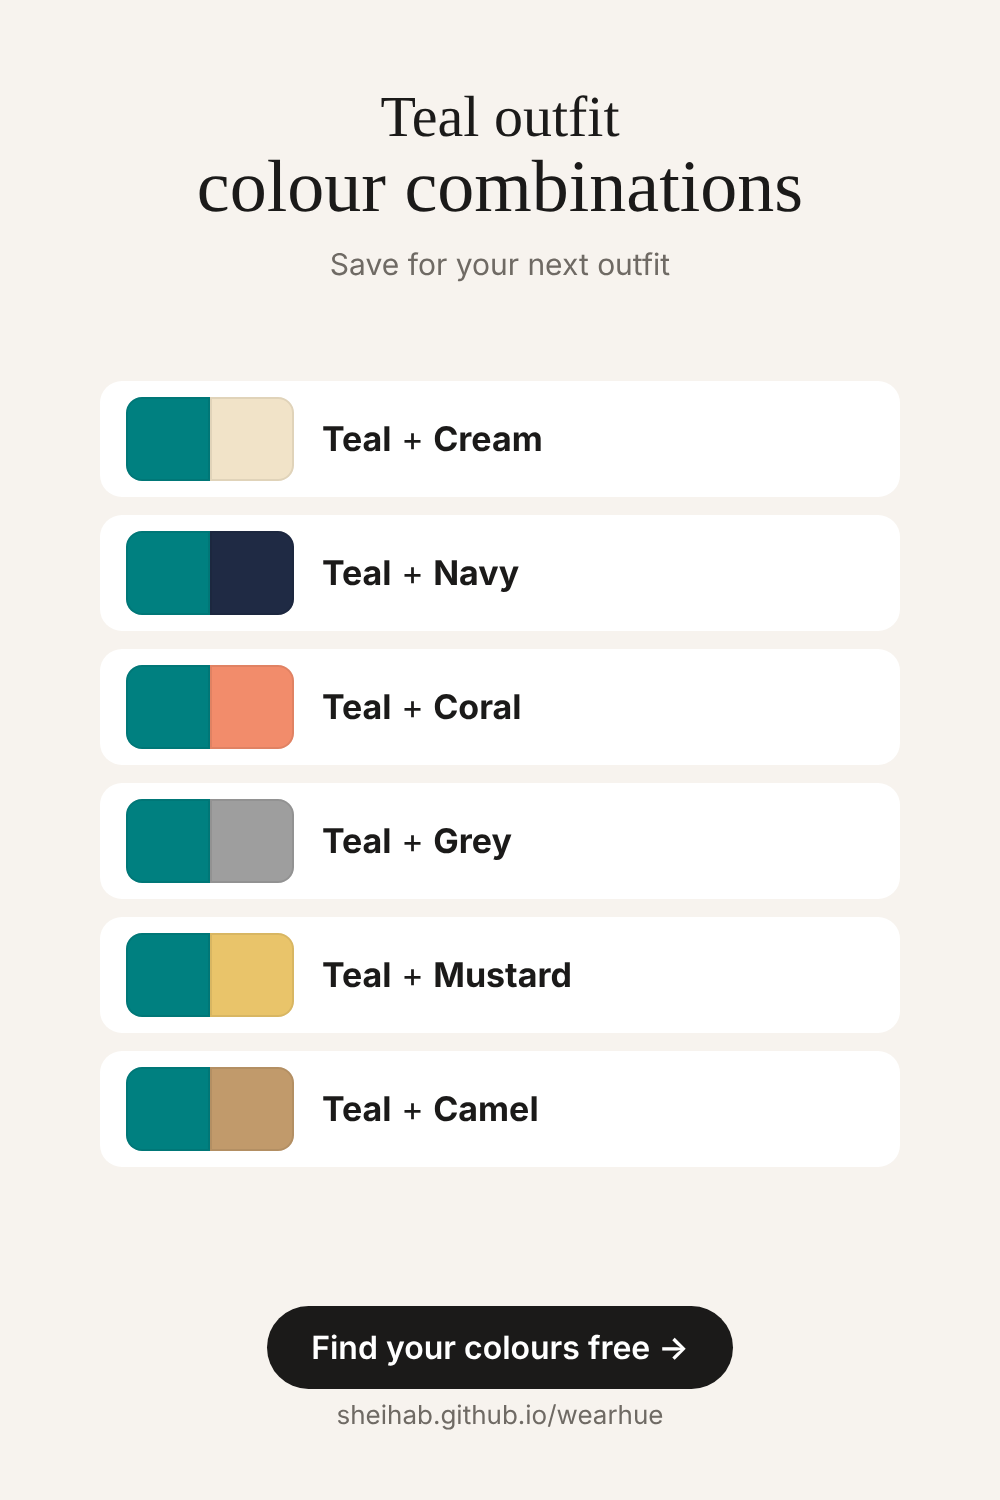 Teal outfit
colour combinations
Save for your next outfit
Teal + Cream
Teal + Navy
Teal + Coral
Teal + Grey
Teal + Mustard
Teal + Camel
Find your colours free →
sheihab.github.io/wearhue